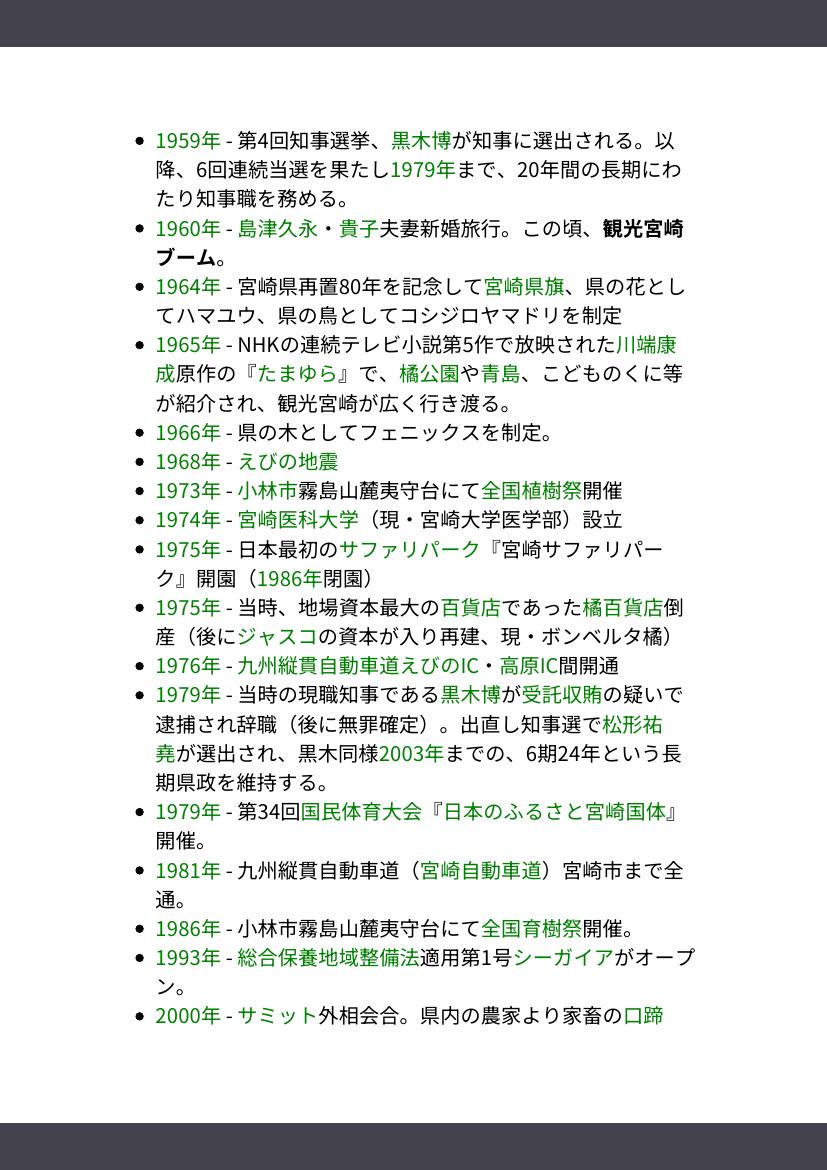 1959年 - 第4回知事選挙、黒木博が知事に選出される。以
降、6回連続当選を果たし1979年まで、20年間の長期にわ
たり知事職を務める。
1960年 - 島津久永・貴子夫妻新婚旅行。この頃、観光宮崎
ブーム。
1964年 - 宮崎県再置80年を記念して宮崎県旗、県の花とし
てハマユウ、県の鳥としてコシジロヤマドリを制定
1965年 - NHKの連続テレビ小説第5作で放映された川端康
成原作の『たまゆら』で、橘公園や青島、こどものくに等
が紹介され、観光宮崎が広く行き渡る。
1966年 - 県の木としてフェニックスを制定。
1968年 - えびの地震
1973年 - 小林市霧島山麓夷守台にて全国植樹祭開催
1974年 - 宮崎医科大学（現・宮崎大学医学部）設立
1975年 - 日本最初のサファリパーク『宮崎サファリパー
ク』開園（1986年閉園）
1975年 - 当時、地場資本最大の百貨店であった橘百貨店倒
産（後にジャスコの資本が入り再建、現・ボンベルタ橘）
1976年 - 九州縦貫自動車道えびのIC・高原IC間開通
1979年 - 当時の現職知事である黒木博が受託収賄の疑いで
逮捕され辞職（後に無罪確定）。出直し知事選で松形祐
堯が選出され、黒木同様2003年までの、6期24年という長
期県政を維持する。
1979年 - 第34回国民体育大会『日本のふるさと宮崎国体』
開催。
1981年 - 九州縦貫自動車道（宮崎自動車道）宮崎市まで全
通。
1986年 - 小林市霧島山麓夷守台にて全国育樹祭開催。
1993年 - 総合保養地域整備法適用第1号シーガイアがオープ
ン。
2000年 - サミット外相会合。県内の農家より家畜の口蹄